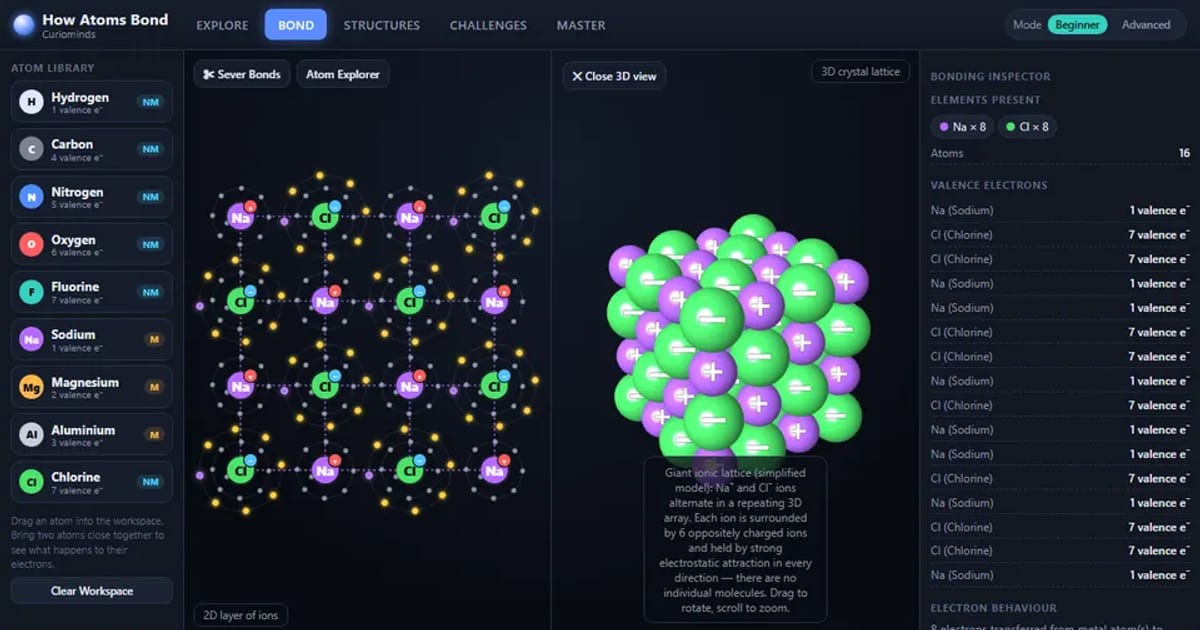 How Atoms Bond
Curiominds
EXPLORE
BOND
STRUCTURES
CHALLENGES
MASTER
Mode
Beginner
Advanced
ATOM LIBRARY
H
Hydrogen
1 valence e⁻
NM
C
Carbon
4 valence e⁻
NM
N
Nitrogen
5 valence e⁻
NM
O
Oxygen
6 valence e⁻
NM
F
Fluorine
7 valence e⁻
NM
Na
Sodium
1 valence e⁻
M
Mg
Magnesium
2 valence e⁻
M
Al
Aluminium
3 valence e⁻
M
Cl
Chlorine
7 valence e⁻
NM
Drag an atom into the workspace.
Bring two atoms close together to
see what happens to their
electrons.
Clear Workspace
Sever Bonds
Atom Explorer
Na Cl Na Cl
Cl Na Cl Na
Na Cl Na Cl
Cl Na Cl Na
2D layer of ions
✕ Close 3D view
3D crystal lattice
Giant ionic lattice (simplified
model): Na⁺ and Cl⁻ ions
alternate in a repeating 3D
array. Each ion is surrounded
by 6 oppositely charged ions
and held by strong
electrostatic attraction in every
direction — there are no
individual molecules. Drag to
rotate, scroll to zoom.
BONDING INSPECTOR
ELEMENTS PRESENT
Na × 8
Cl × 8
Atoms 16
VALENCE ELECTRONS
Na (Sodium) 1 valence e⁻
Cl (Chlorine) 7 valence e⁻
Cl (Chlorine) 7 valence e⁻
Na (Sodium) 1 valence e⁻
Na (Sodium) 1 valence e⁻
Cl (Chlorine) 7 valence e⁻
Cl (Chlorine) 7 valence e⁻
Na (Sodium) 1 valence e⁻
Cl (Chlorine) 7 valence e⁻
Na (Sodium) 1 valence e⁻
Na (Sodium) 1 valence e⁻
Cl (Chlorine) 7 valence e⁻
Na (Sodium) 1 valence e⁻
Cl (Chlorine) 7 valence e⁻
Cl (Chlorine) 7 valence e⁻
Na (Sodium) 1 valence e⁻
ELECTRON BEHAVIOUR
8 electrons transferred from metal atom(s) to